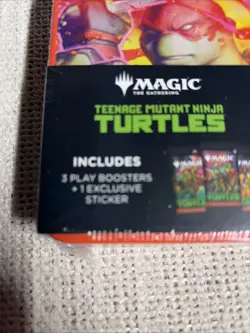 MAGIC
THE GATHERING
TEENAGE MUTANT NINJA
TURTLES
INCLUDES
3 PLAY BOOSTERS
+ 1 EXCLUSIVE
STICKER